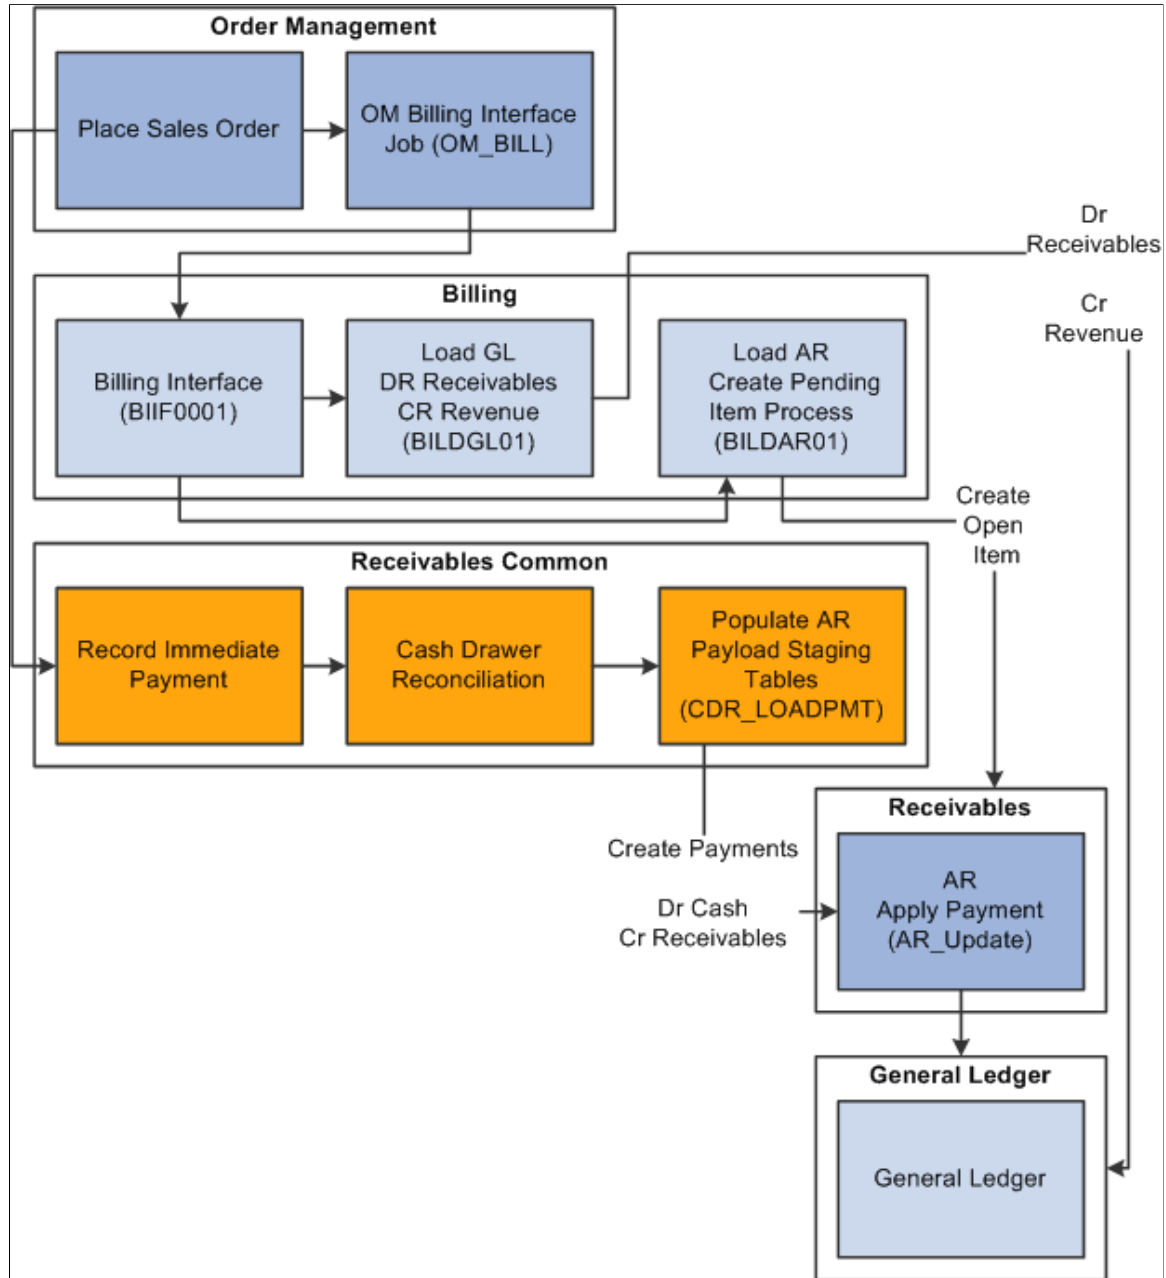 Order Management
Place Sales Order
OM Billing Interface
Job (OM_BILL)
Dr
Receivables
Cr
Revenue
Billing
Billing Interface
(BIIF0001)
Load GL
DR Receivables
CR Revenue
(BILDGL01)
Load AR
Create Pending
Item Process
(BILDAR01)
Create
Open
Item
Receivables Common
Record Immediate
Payment
Cash Drawer
Reconciliation
Populate AR
Payload Staging
Tables
(CDR_LOADPMT)
Create Payments
Dr Cash
Cr Receivables
Receivables
AR
Apply Payment
(AR_Update)
General Ledger
General Ledger